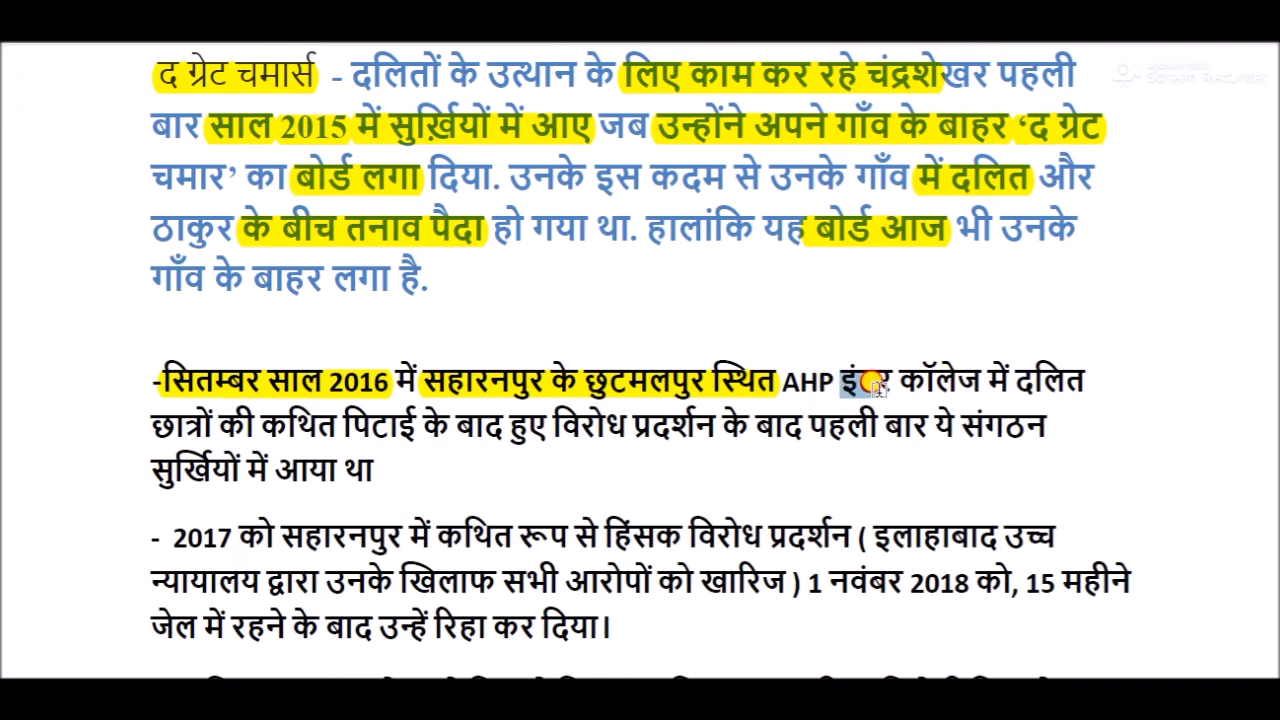 द ग्रेट चमार्स - दलितों के उत्थान के लिए काम कर रहे चंद्रशेखर पहली
बार साल 2015 में सुर्ख़ियों में आए जब उन्होंने अपने गाँव के बाहर ‘द ग्रेट
चमार’ का बोर्ड लगा दिया. उनके इस कदम से उनके गाँव में दलित और
ठाकुर के बीच तनाव पैदा हो गया था. हालांकि यह बोर्ड आज भी उनके
गाँव के बाहर लगा है.
-सितम्बर साल 2016 में सहारनपुर के छुटमलपुर स्थित AHP कॉलेज में दलित
छात्रों की कथित पिटाई के बाद हुए विरोध प्रदर्शन के बाद पहली बार ये संगठन
सुर्खियों में आया था
- 2017 को सहारनपुर में कथित रूप से हिंसक विरोध प्रदर्शन ( इलाहाबाद उच्च
न्यायालय द्वारा उनके खिलाफ सभी आरोपों को खारिज ) 1 नवंबर 2018 को, 15 महीने
जेल में रहने के बाद उन्हें रिहा कर दिया।
Screen Recorder